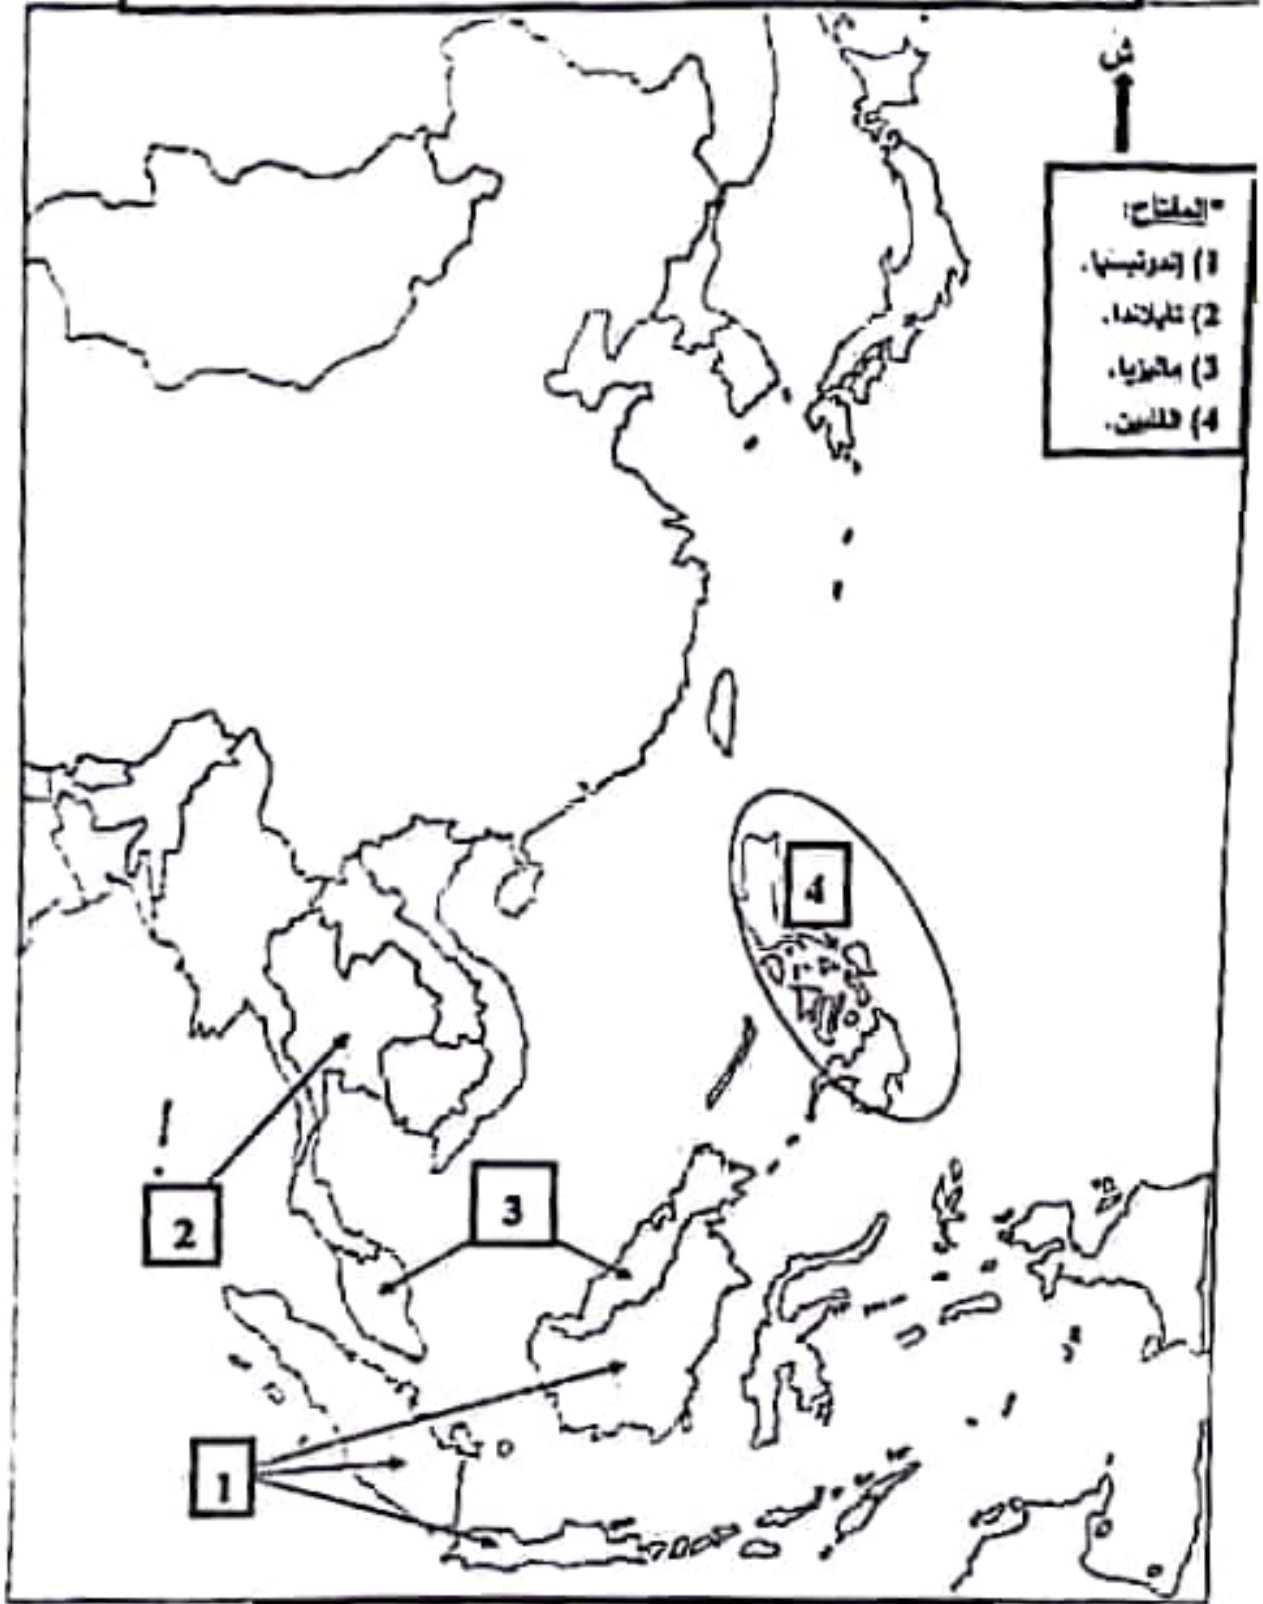 ش
*المفتاح:
1) إندونيسيا.
2) تايلاندا.
3) ماليزيا.
4) الفلبين.
4
3
2
1